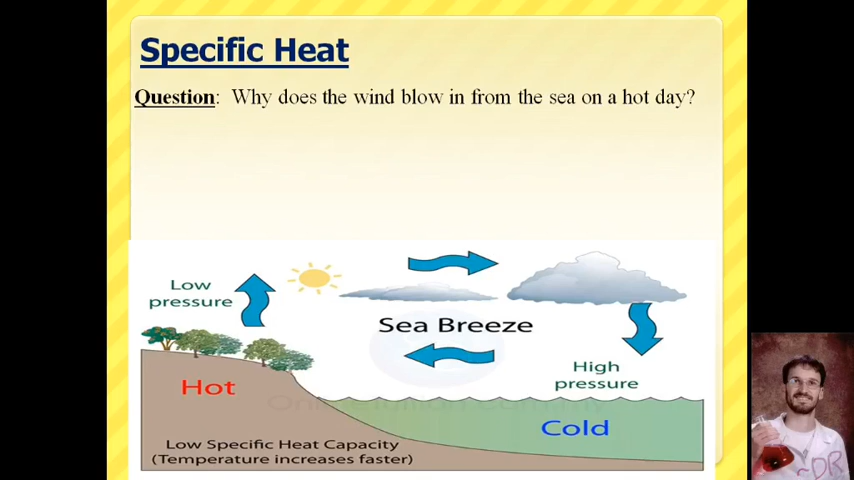 Specific Heat
Question: Why does the wind blow in from the sea on a hot day?
Low
pressure
Sea Breeze
High
pressure
Hot
Cold
Low Specific Heat Capacity
(Temperature increases faster)
DR